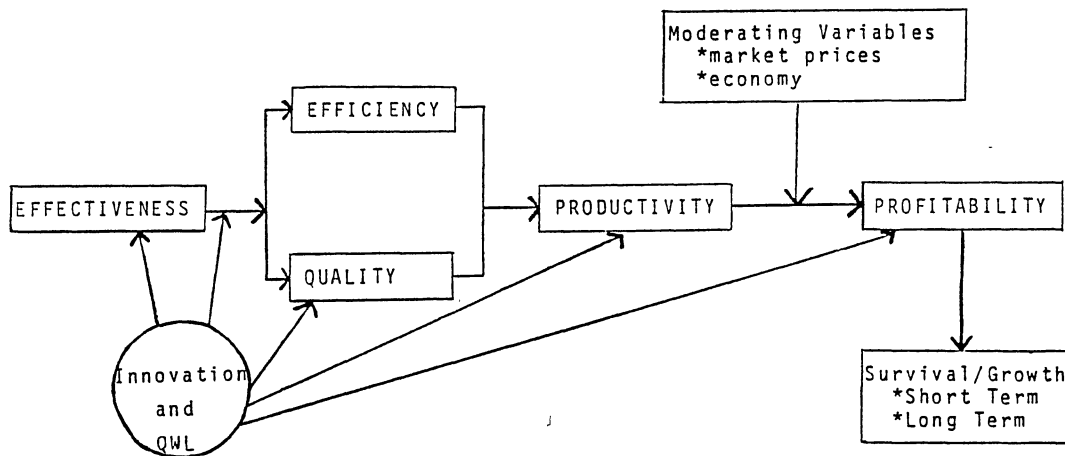 Moderating Variables
*market prices
*economy
EFFICIENCY
EFFECTIVENESS
PRODUCTIVITY
PROFITABILITY
QUALITY
Innovation
and
QWL
Survival/Growth
*Short Term
*Long Term